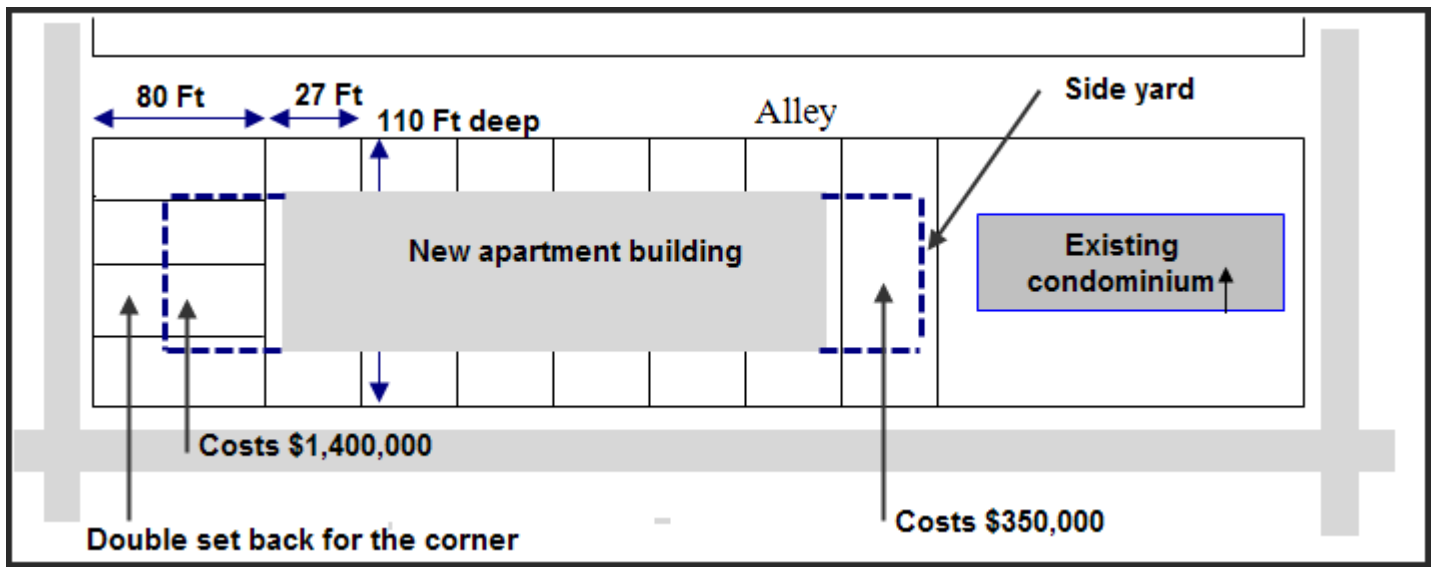 80 Ft
27 Ft
110 Ft deep
Alley
Side yard
New apartment building
Existing
condominium
Costs $1,400,000
Costs $350,000
Double set back for the corner